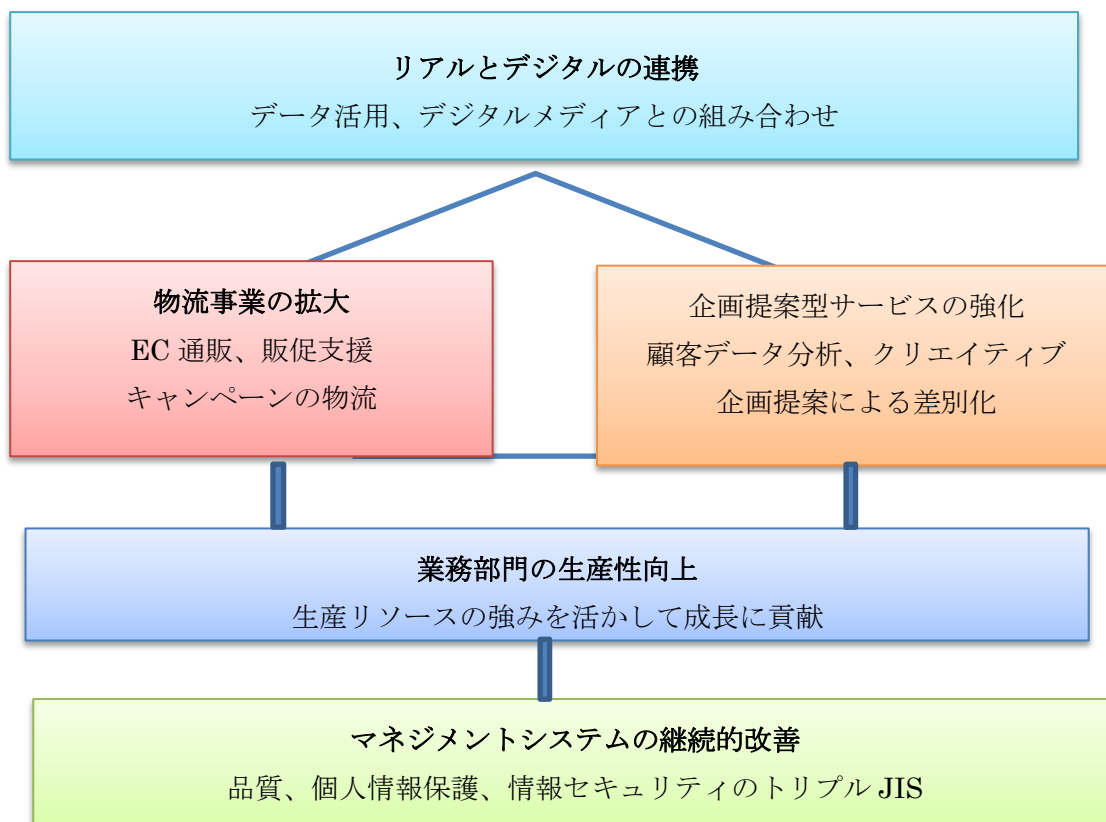 リアルとデジタルの連携
データ活用、デジタルメディアとの組み合わせ
物流事業の拡大
EC 通販、販促支援
キャンペーンの物流
企画提案型サービスの強化
顧客データ分析、クリエイティブ
企画提案による差別化
業務部門の生産性向上
生産リソースの強みを活かして成長に貢献
マネジメントシステムの継続的改善
品質、個人情報保護、情報セキュリティのトリプル JIS